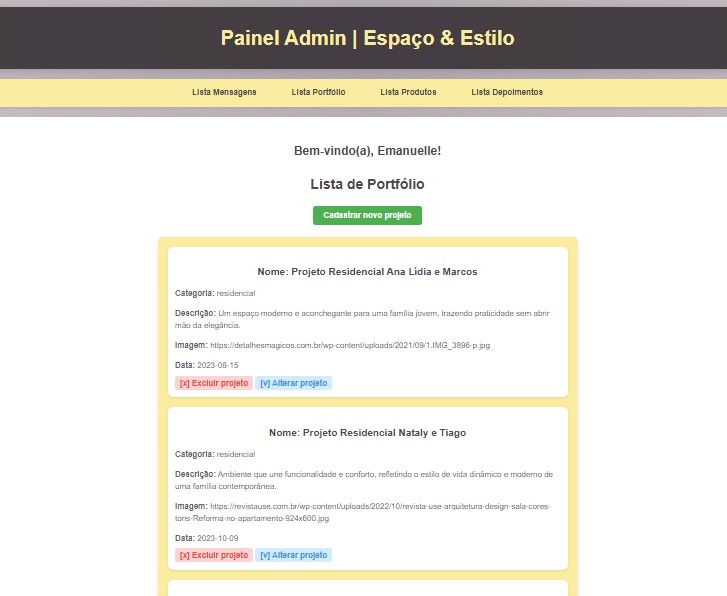 Painel Admin | Espaço & Estilo
Lista Mensagens Lista Portfólio Lista Produtos Lista Depoimentos
Bem-vindo(a), Emanuelle!
Lista de Portfólio
Cadastrar novo projeto
Nome: Projeto Residencial Ana Lídia e Marcos
Categoria: residencial
Descrição: Um espaço moderno e aconchegante para uma família jovem, trazendo praticidade sem abrir
mão da elegância.
Imagem: https://detalhesmagicos.com.br/wp-content/uploads/2021/09/1.IMG_3896-p.jpg
Data: 2023-08-15
[x] Excluir projeto [v] Alterar projeto
Nome: Projeto Residencial Nataly e Tiago
Categoria: residencial
Descrição: Ambiente que une funcionalidade e conforto, refletindo o estilo de vida dinâmico e moderno de
uma família contemporânea.
Imagem: https://revistause.com.br/wp-content/uploads/2022/10/revista-use-arquitetura-design-sala-cores-
tons-Reforma-no-apartamento-924x600.jpg
Data: 2023-10-09
[x] Excluir projeto [v] Alterar projeto